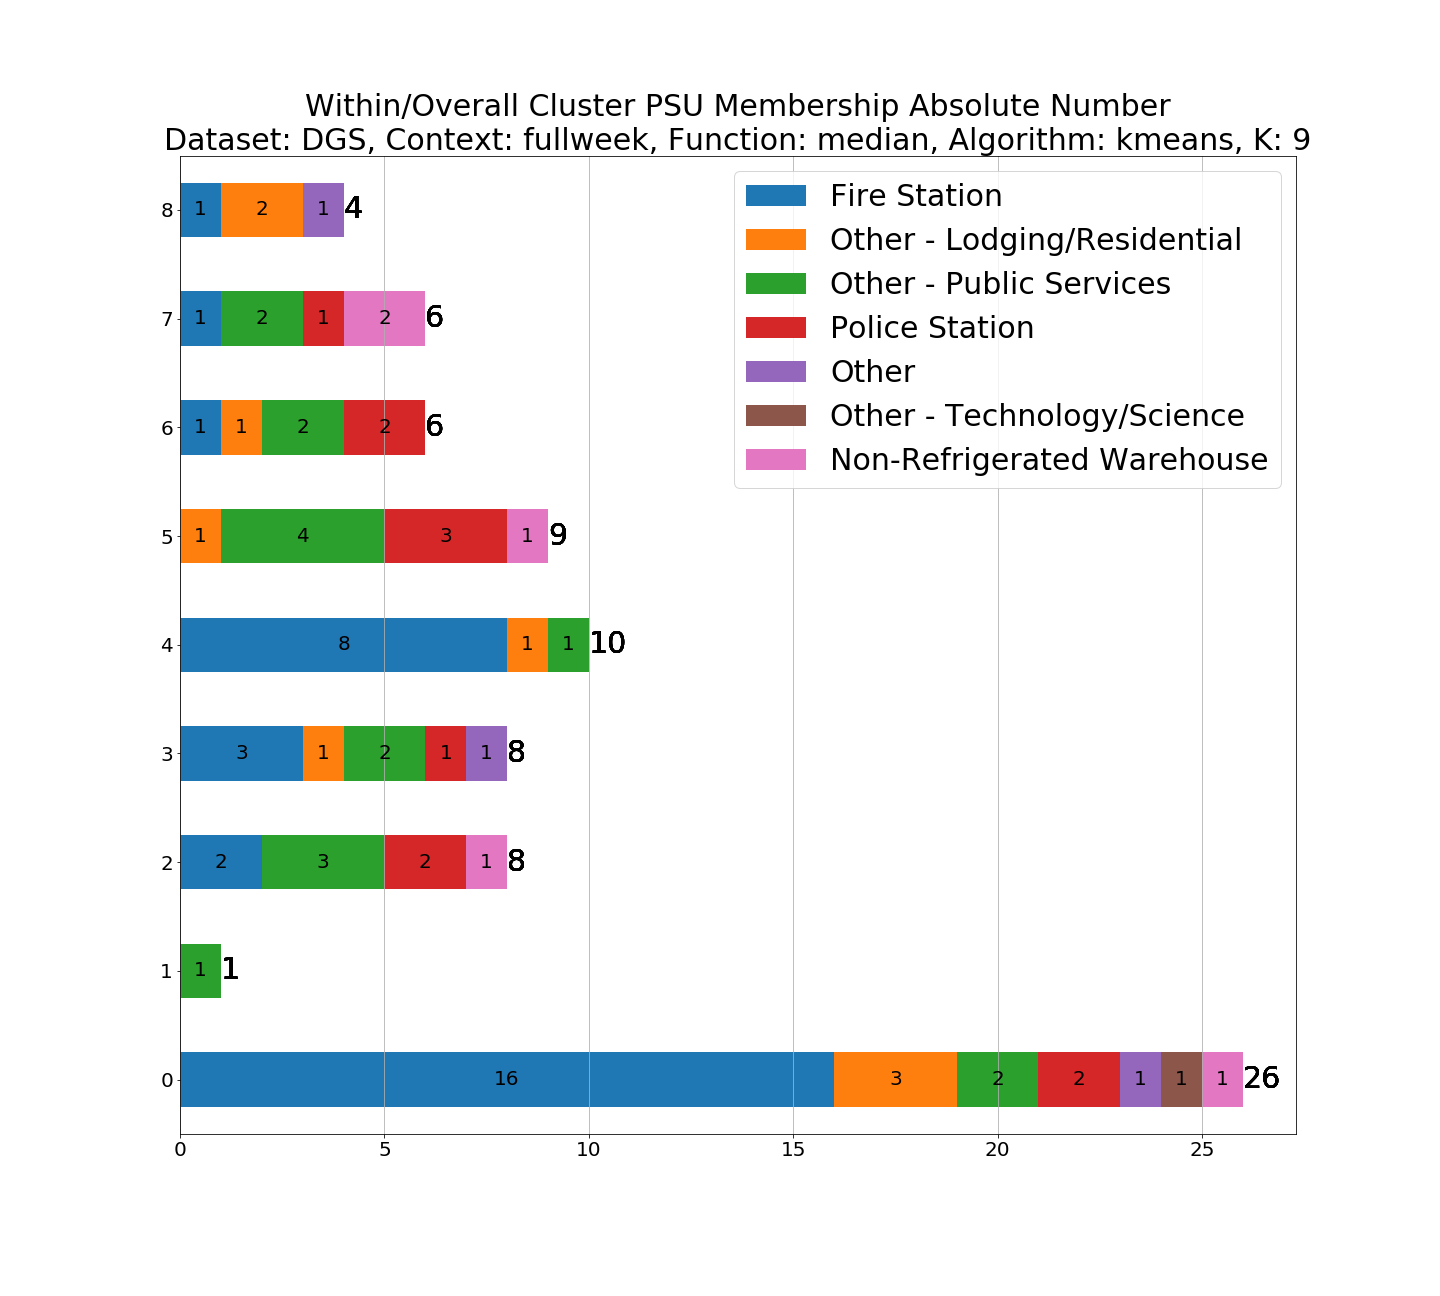 Within/Overall Cluster PSU Membership Absolute Number
Dataset: DGS, Context: fullweek, Function: median, Algorithm: kmeans, K: 9
Fire Station
Other - Lodging/Residential
Other - Public Services
Police Station
Other
Other - Technology/Science
Non-Refrigerated Warehouse
8 1 2 1 4
7 1 2 1 2 6
6 1 1 2 2 6
5 1 4 3 1 9
4 8 1 1 10
3 3 1 2 1 1 8
2 2 3 2 1 8
1 1 1
0 16 3 2 2 1 1 1 26
0 5 10 15 20 25